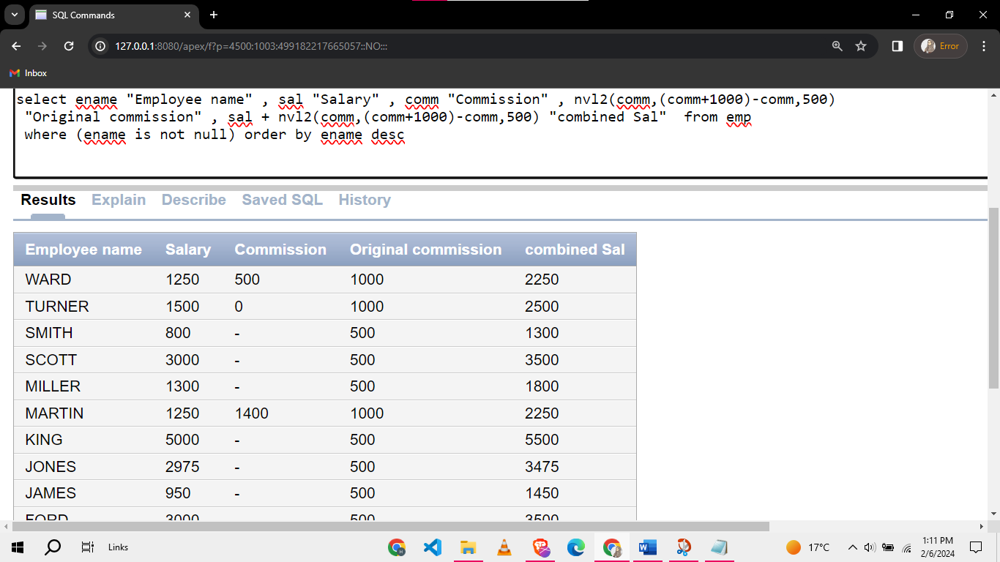 SQL Commands
127.0.0.1:8080/apex/f?p=4500:1003:499182217665057::NO:::
Error
Inbox
select ename "Employee name" , sal "Salary" , comm "Commission" , nvl2(comm,(comm+1000)-comm,500)
"Original commission" , sal + nvl2(comm,(comm+1000)-comm,500) "combined Sal"  from emp
where (ename is not null) order by ename desc
Results Explain Describe Saved SQL History
Employee name Salary Commission Original commission combined Sal
WARD 1250 500 1000 2250
TURNER 1500 0 1000 2500
SMITH 800 - 500 1300
SCOTT 3000 - 500 3500
MILLER 1300 - 500 1800
MARTIN 1250 1400 1000 2250
KING 5000 - 500 5500
JONES 2975 - 500 3475
JAMES 950 - 500 1450
FORD 3000 500 3500
Links 17°C 1:11 PM
2/6/2024